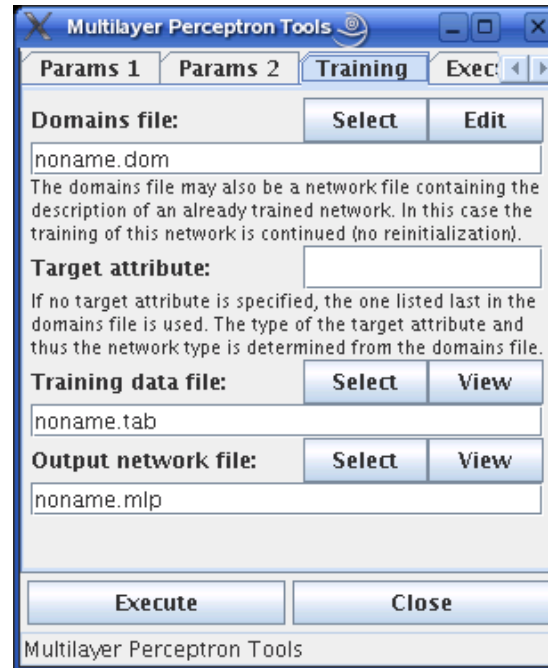 Multilayer Perceptron Tools
Params 1 Params 2 Training Exec
Domains file: Select Edit
noname.dom
The domains file may also be a network file containing the
description of an already trained network. In this case the
training of this network is continued (no reinitialization).
Target attribute:
If no target attribute is specified, the one listed last in the
domains file is used. The type of the target attribute and
thus the network type is determined from the domains file.
Training data file: Select View
noname.tab
Output network file: Select View
noname.mlp
Execute Close
Multilayer Perceptron Tools